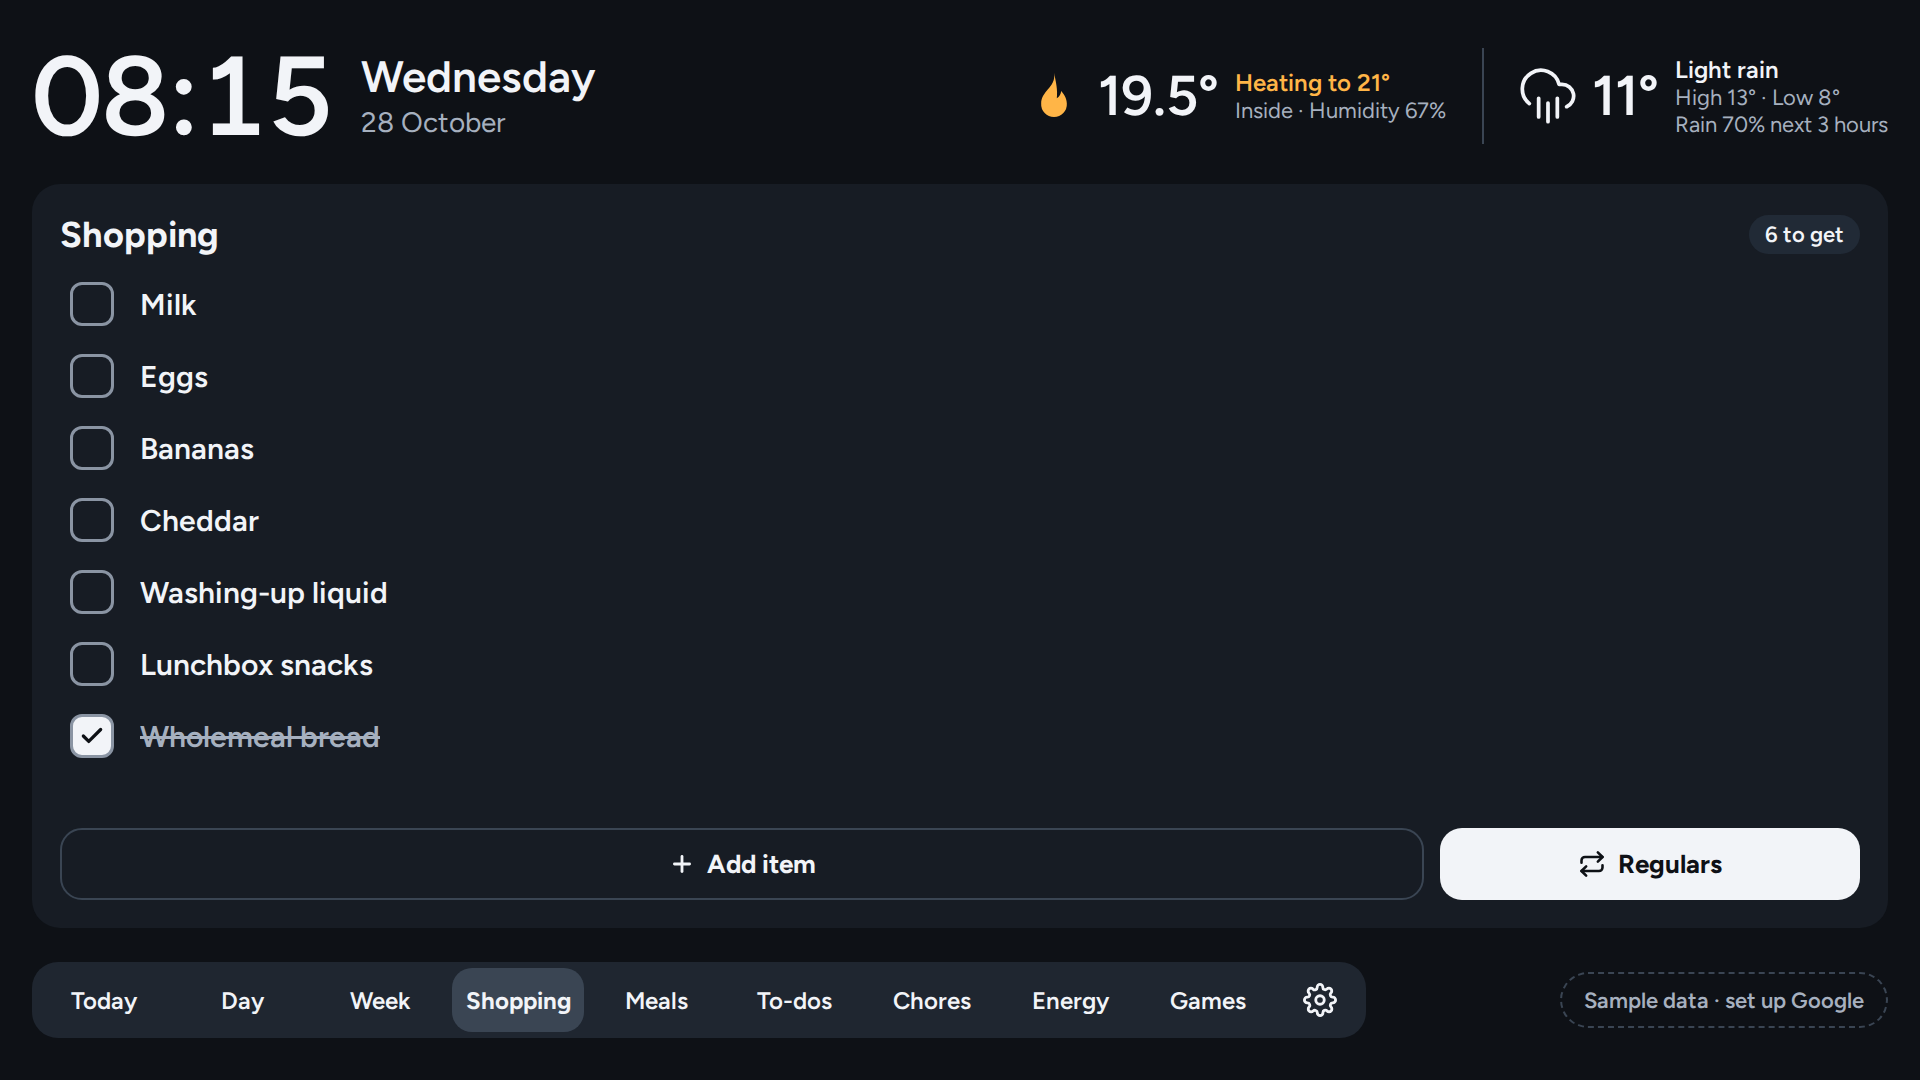 08:15
Wednesday
28 October
19.5°
Heating to 21°
Inside · Humidity 67%
11°
Light rain
High 13° · Low 8°
Rain 70% next 3 hours
Shopping
6 to get
Milk
Eggs
Bananas
Cheddar
Washing-up liquid
Lunchbox snacks
Wholemeal bread
Add item
Regulars
Today
Day
Week
Shopping
Meals
To-dos
Chores
Energy
Games
Sample data · set up Google